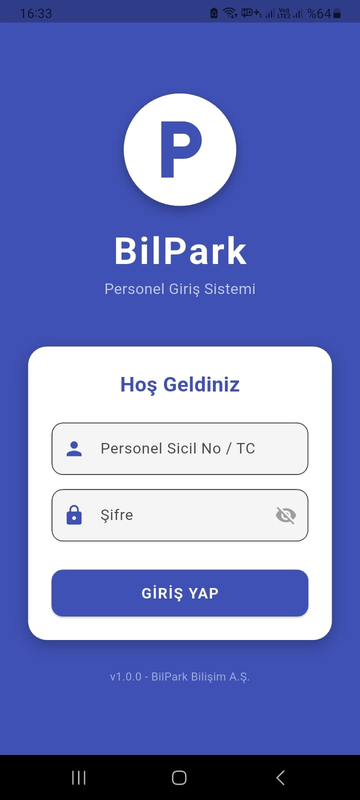 16:33
%64
P
BilPark
Personel Giriş Sistemi
Hoş Geldiniz
Personel Sicil No / TC
Şifre
GİRİŞ YAP
v1.0.0 - BilPark Bilişim A.Ş.